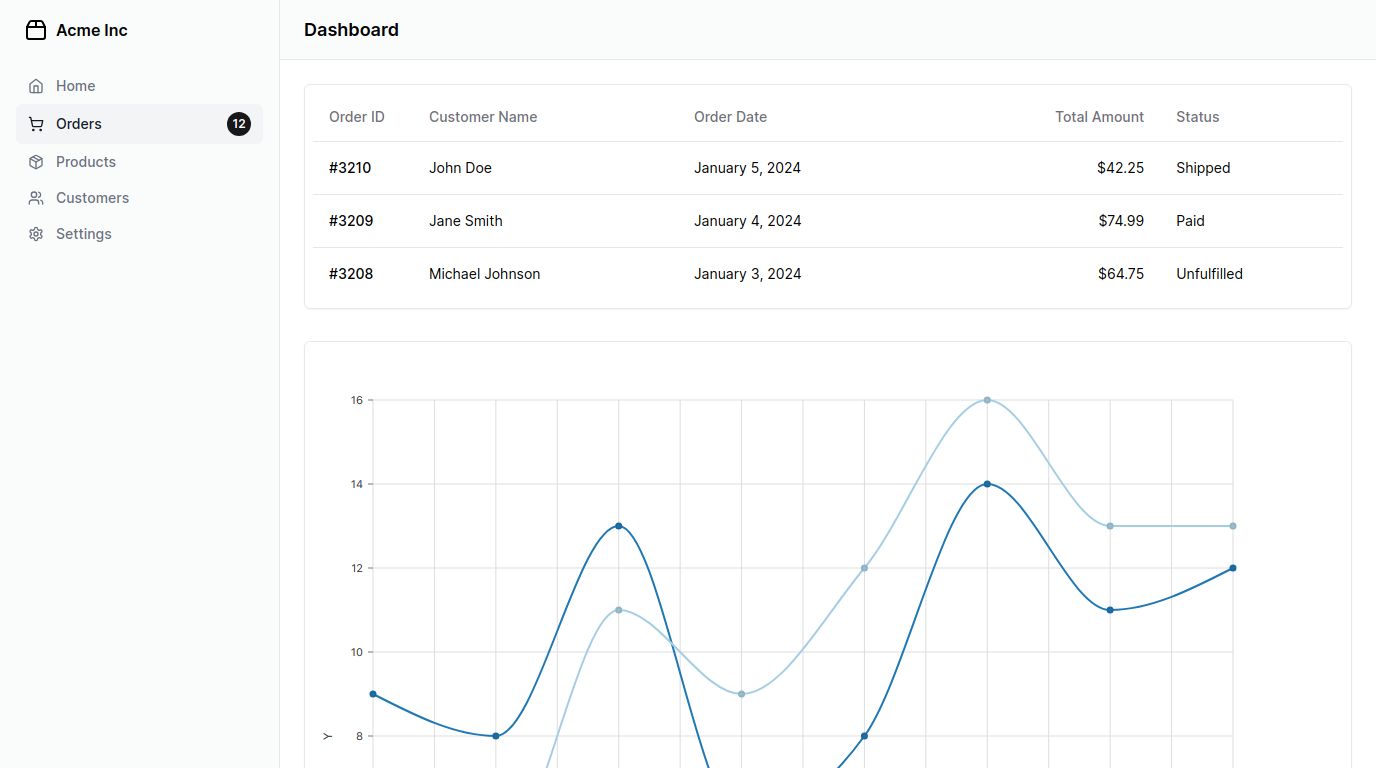 Acme Inc
Home
Orders 12
Products
Customers
Settings
Dashboard
Order ID Customer Name Order Date Total Amount Status
#3210 John Doe January 5, 2024 $42.25 Shipped
#3209 Jane Smith January 4, 2024 $74.99 Paid
#3208 Michael Johnson January 3, 2024 $64.75 Unfulfilled
16
14
12
10
Y 8